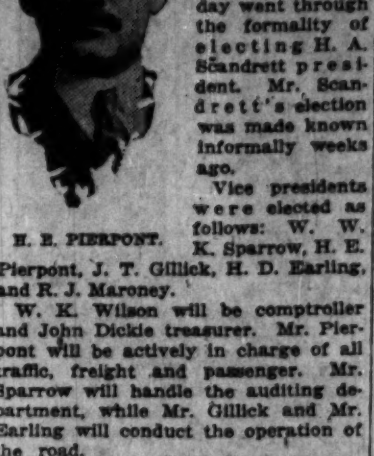 day went through
the formality of
electing H. A.
Scandrett presi-
dent. Mr. Scan-
drett's election
was made known
informally weeks
ago.
Vice presidents
were elected as
follows: W. W.
K. Sparrow, H. E.
H. E. PIERPONT.
Pierpont, J. T. Gillick, H. D. Earling,
and R. J. Maroney.
W. K. Wilson will be comptroller
and John Dickie treasurer. Mr. Pier-
pont will be actively in charge of all
traffic, freight and passenger. Mr.
Sparrow will handle the auditing de-
partment, while Mr. Gillick and Mr.
Earling will conduct the operation of
the road.